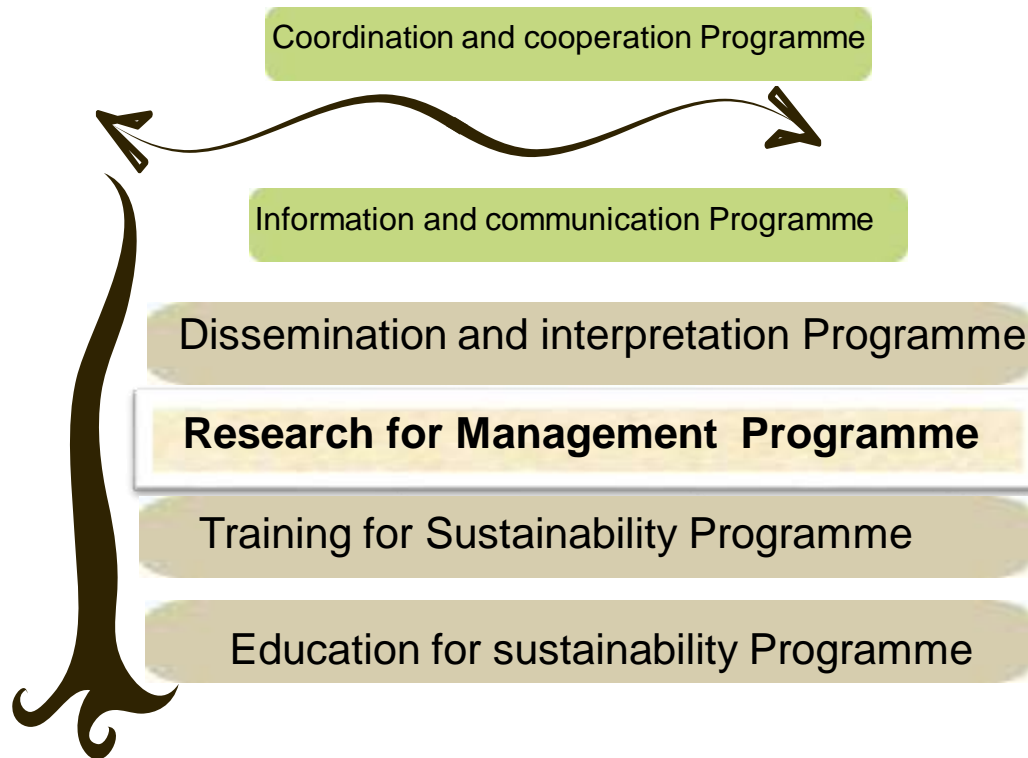 Coordination and cooperation Programme
Information and communication Programme
Dissemination and interpretation Programme
Research for Management Programme
Training for Sustainability Programme
Education for sustainability Programme